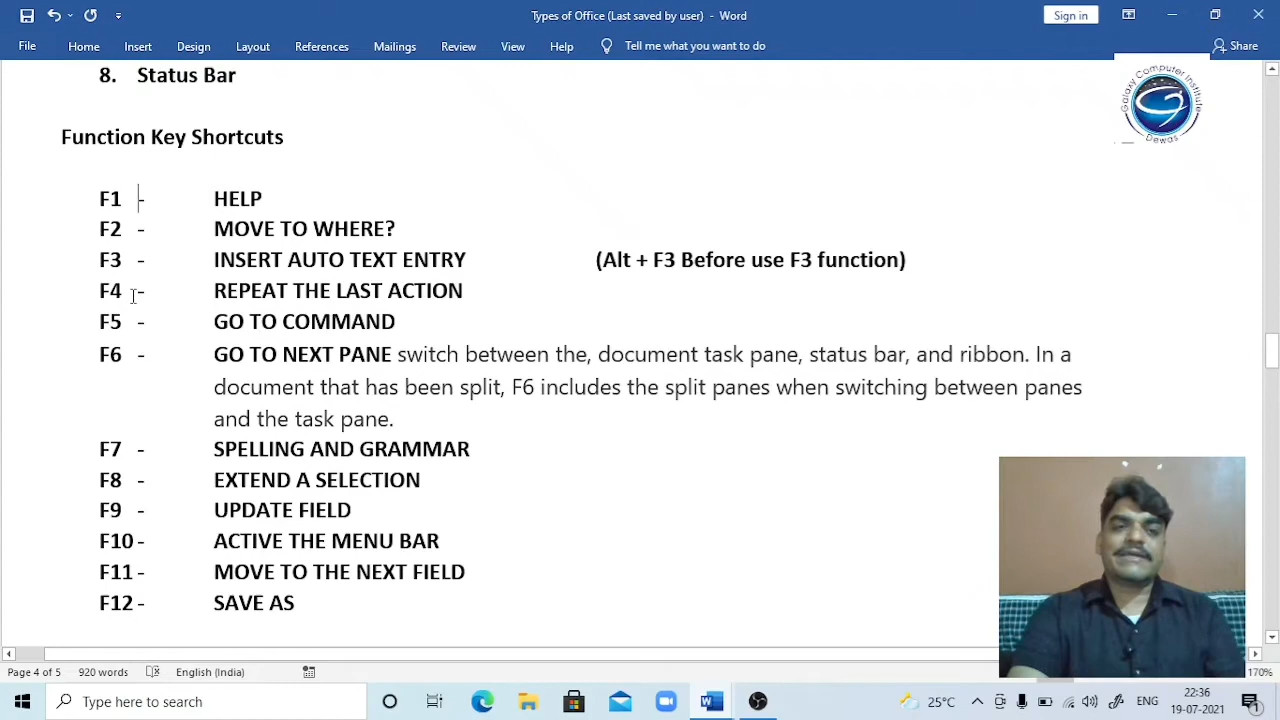 Types of Office (Alt saved by user) - Word
Sign in
File Home Insert Design Layout References Mailings Review View Help Tell me what you want to do Share
8. Status Bar
Galaxy Computer Institute
Dewas
Function Key Shortcuts
F1 - HELP
F2 - MOVE TO WHERE?
F3 - INSERT AUTO TEXT ENTRY (Alt + F3 Before use F3 function)
F4 - REPEAT THE LAST ACTION
F5 - GO TO COMMAND
F6 - GO TO NEXT PANE switch between the, document task pane, status bar, and ribbon. In a
document that has been split, F6 includes the split panes when switching between panes
and the task pane.
F7 - SPELLING AND GRAMMAR
F8 - EXTEND A SELECTION
F9 - UPDATE FIELD
F10 - ACTIVE THE MENU BAR
F11 - MOVE TO THE NEXT FIELD
F12 - SAVE AS
Page 4 of 5 920 words English (India) 170%
Type here to search 25°C ENG 22:36
19-07-2021 1